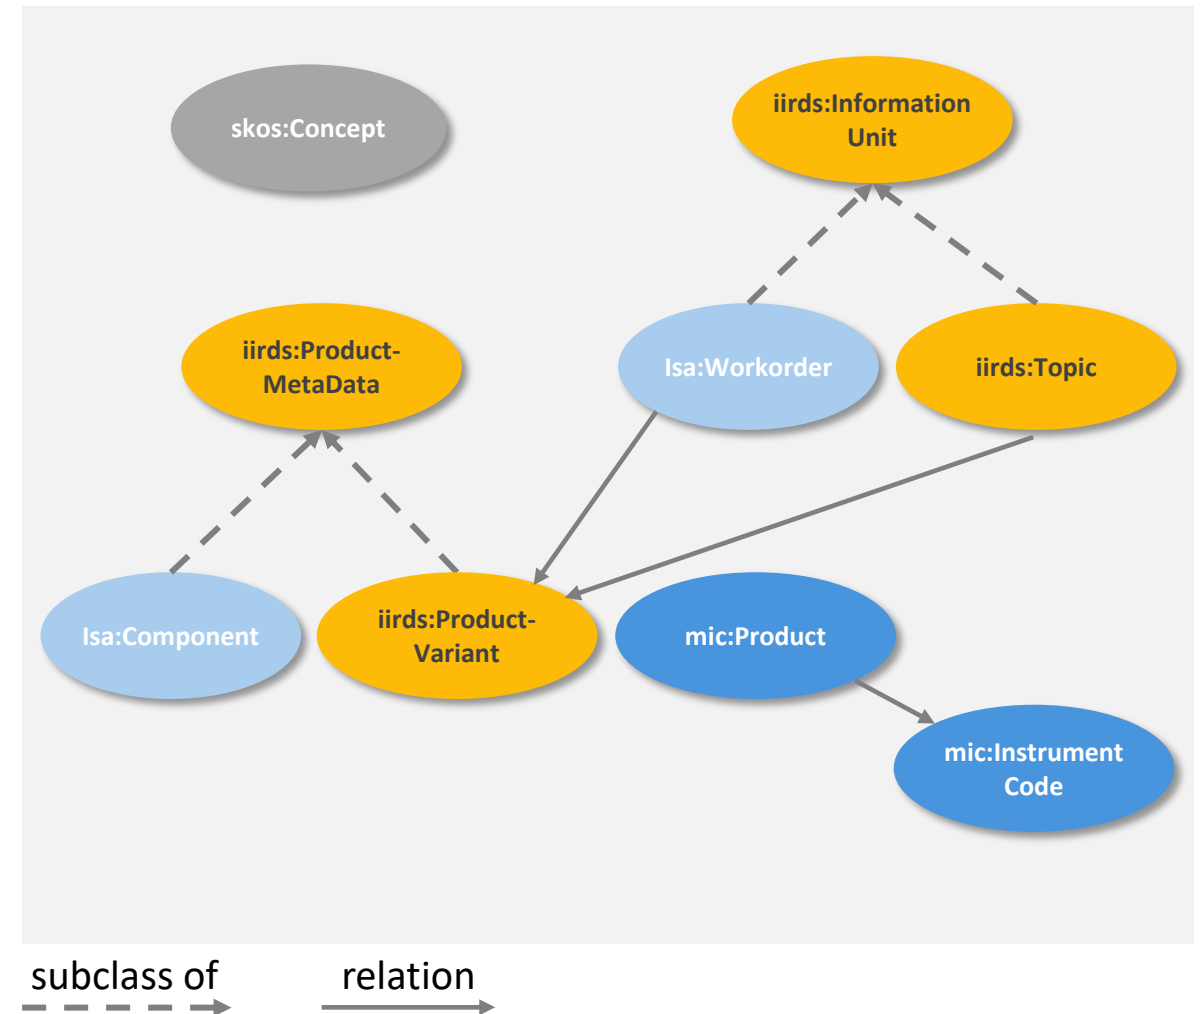 skos:Concept
iirds:Information
Unit
iirds:Product-
MetaData
Isa:Workorder
iirds:Topic
Isa:Component
iirds:Product-
Variant
mic:Product
mic:Instrument
Code
subclass of
relation